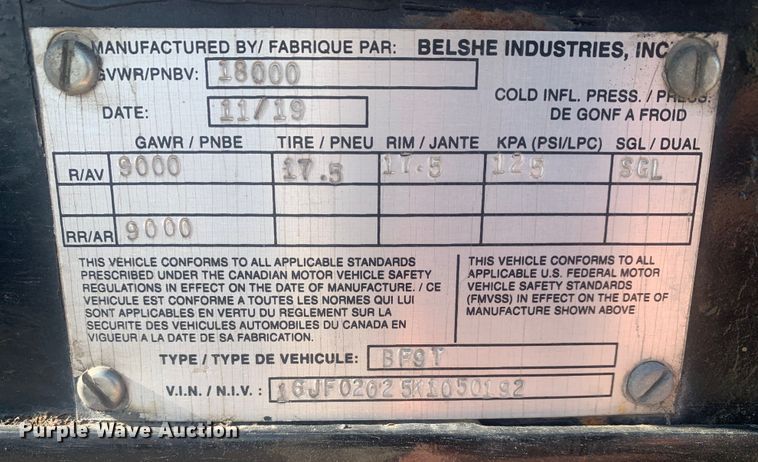 MANUFACTURED BY/ FABRIQUE PAR: BELSHE INDUSTRIES, INC
GVWR/PNBV: 18000
DATE: 11/19
COLD INFL. PRESS. / PRESS.
DE GONF A FROID
GAWR / PNBE TIRE / PNEU RIM / JANTE KPA (PSI/LPC) SGL / DUAL
R/AV 9000 17.5 17.5 125 SGL
RR/AR 9000
THIS VEHICLE CONFORMS TO ALL APPLICABLE STANDARDS
PRESCRIBED UNDER THE CANADIAN MOTOR VEHICLE SAFETY
REGULATIONS IN EFFECT ON THE DATE OF MANUFACTURE. / CE
VEHICULE EST CONFORME A TOUTES LES NORMES QUI LUI
SONT APPLICABLES EN VERTU DU REGLEMENT SUR LA
SECURITE DES VEHICULES AUTOMOBILES DU CANADA EN
VIGUEUR A LA DATE DE SA FABRICATION.
THIS VEHICLE CONFORMS TO ALL
APPLICABLE U.S. FEDERAL MOTOR
VEHICLE SAFETY STANDARDS
(FMVSS) IN EFFECT ON THE DATE OF
MANUFACTURE SHOWN ABOVE
TYPE / TYPE DE VEHICULE: BF9T
V.I.N. / N.I.V. : 16JF02025K1050192
Purple Wave Auction